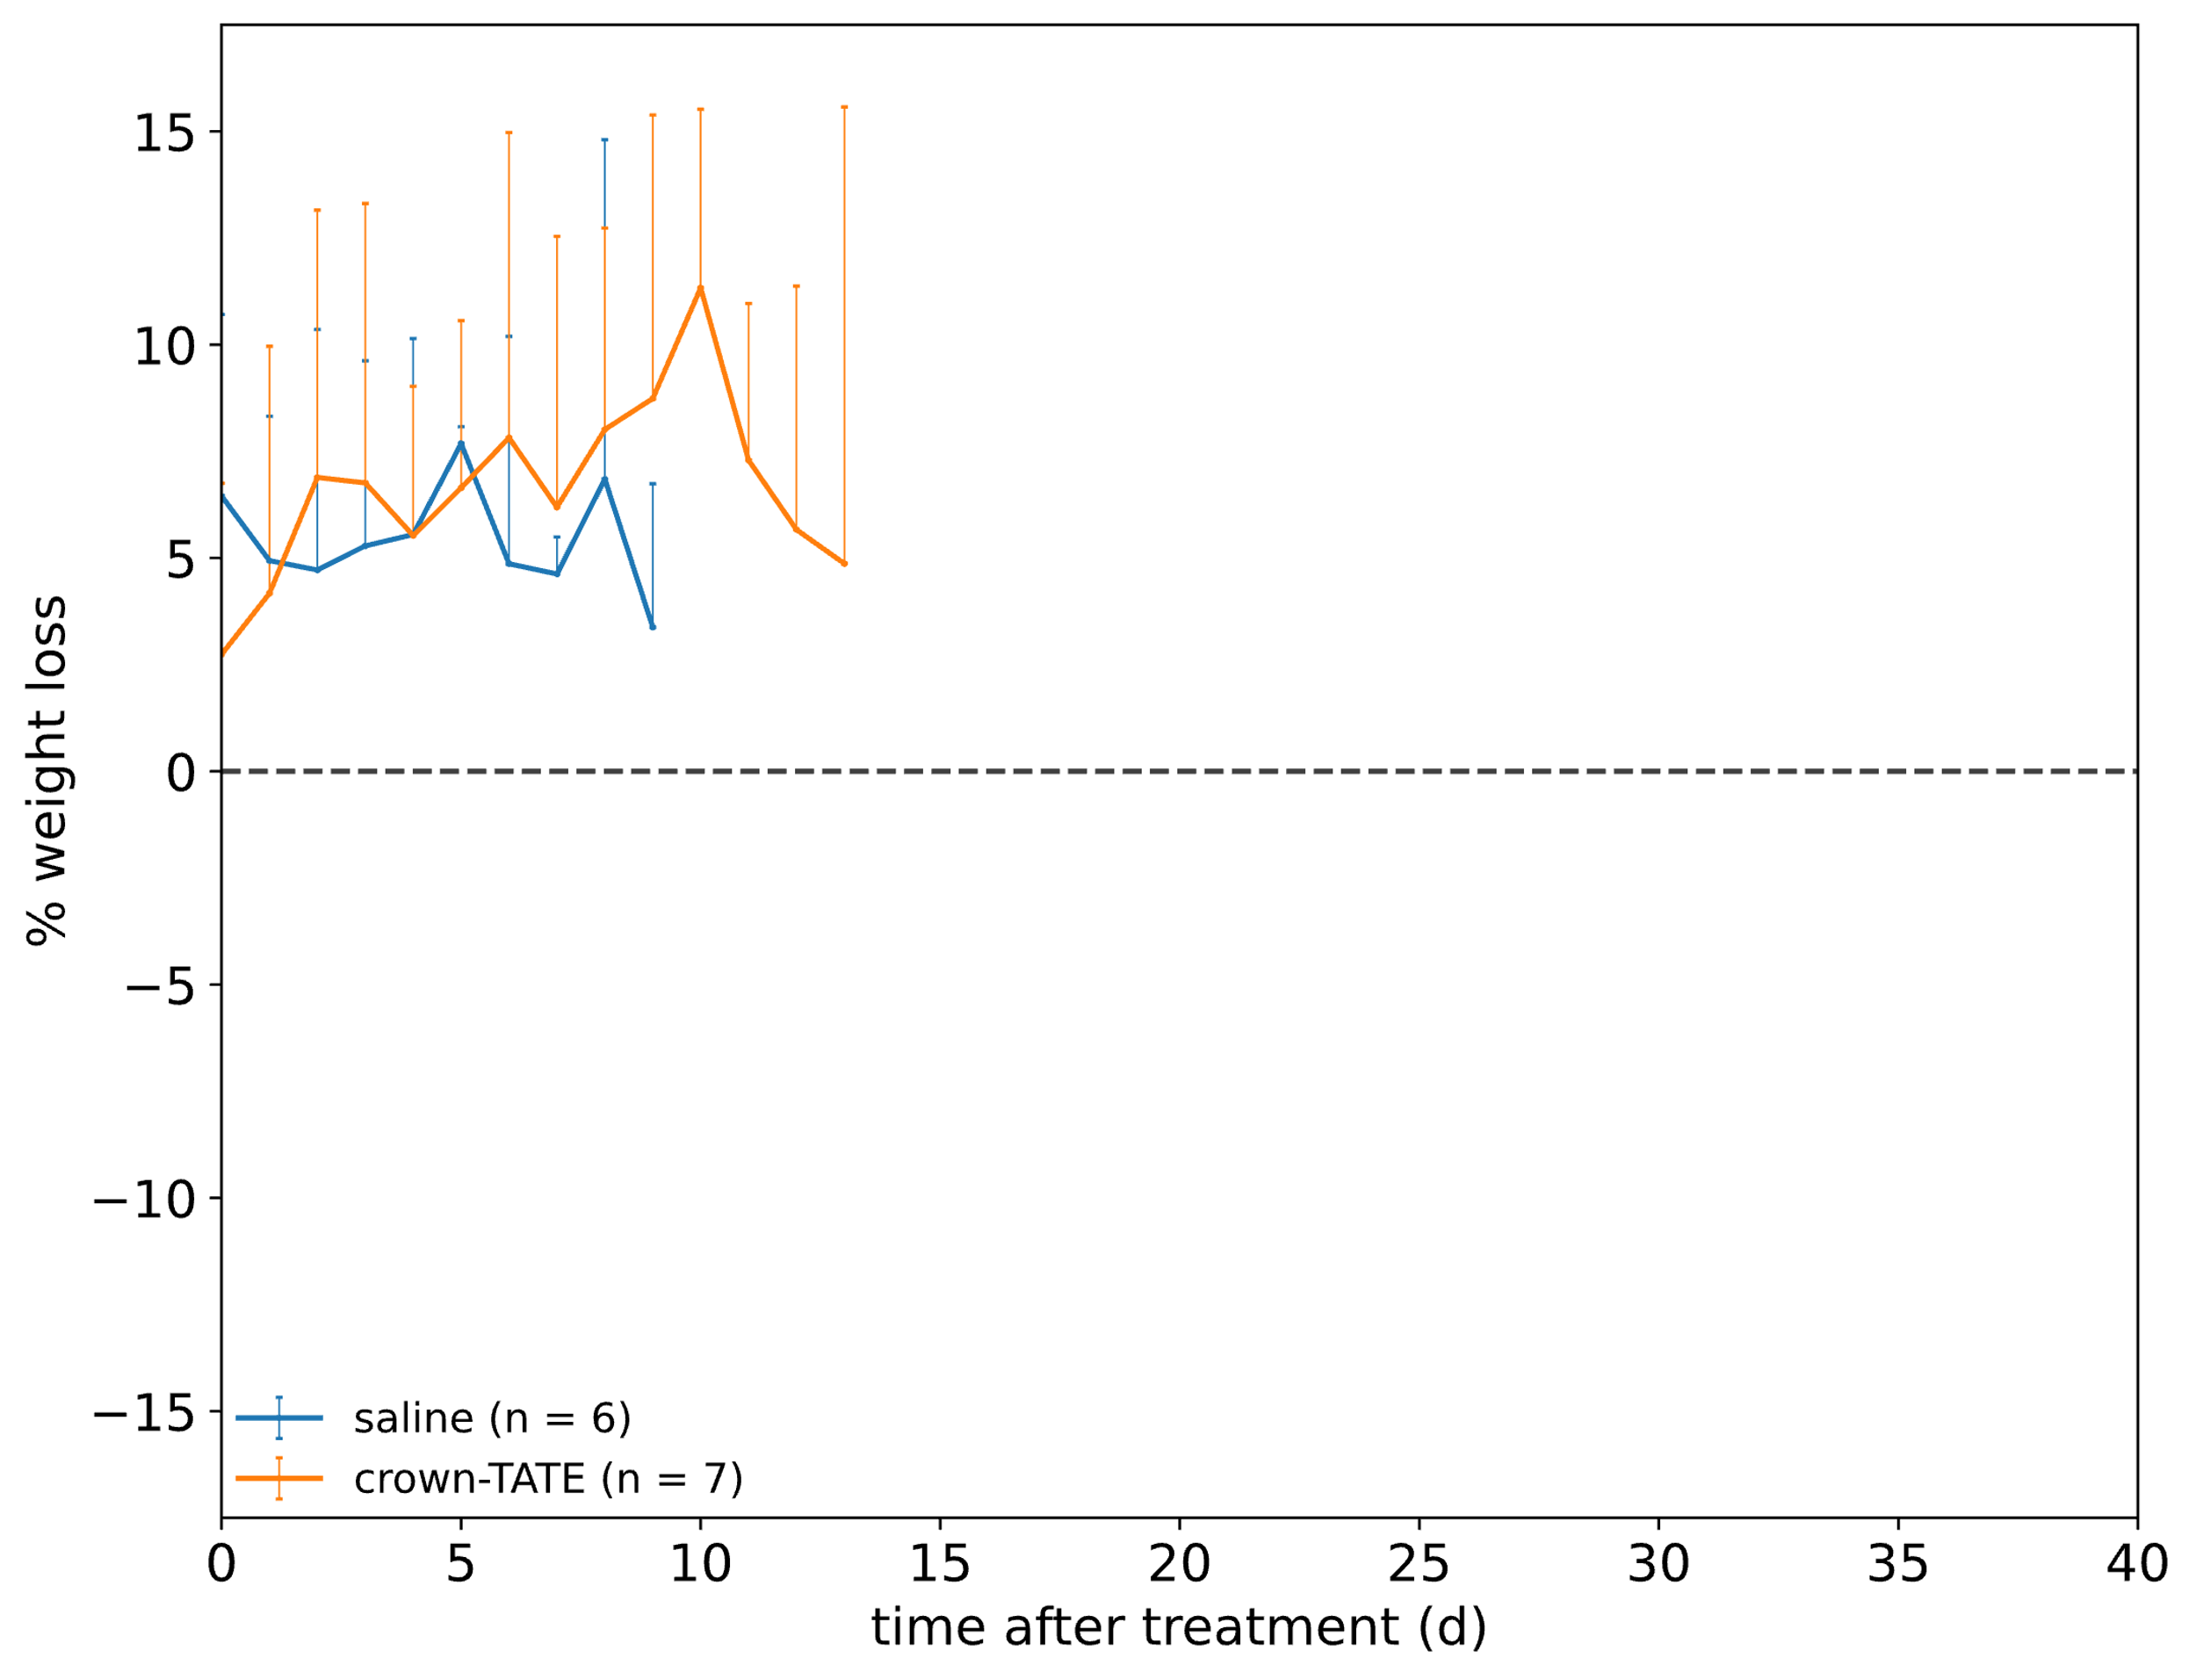 15
10
5
0
−5
−10
−15
% weight loss
saline (n = 6)
crown-TATE (n = 7)
0 5 10 15 20 25 30 35 40
time after treatment (d)